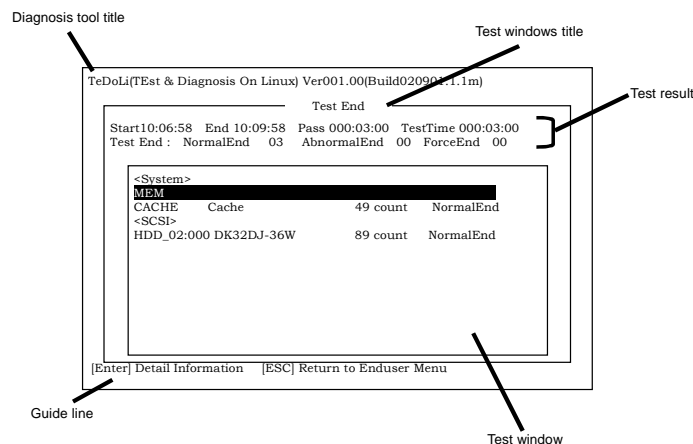 Diagnosis tool title
Test windows title
TeDoLi(TEst & Diagnosis On Linux) Ver001.00(Build020901.1.1m)
Test result
Test End
Start10:06:58 End 10:09:58 Pass 000:03:00 TestTime 000:03:00
Test End : NormalEnd 03 AbnormalEnd 00 ForceEnd 00
<System>
MEM
CACHE Cache 49 count NormalEnd
<SCSI>
HDD_02:000 DK32DJ-36W 89 count NormalEnd
[Enter] Detail Information [ESC] Return to Enduser Menu
Guide line
Test window